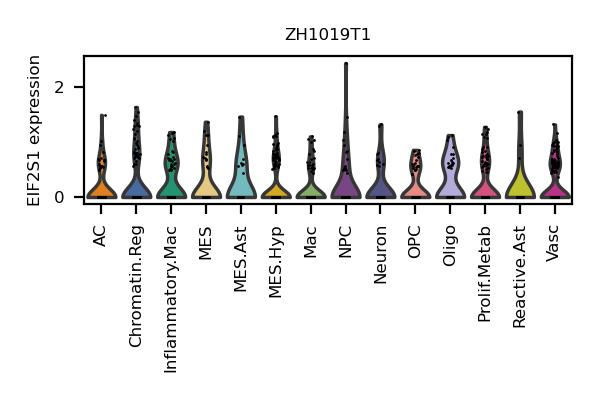 ZH1019T1
EIF2S1 expression
2
0
AC
Chromatin.Reg
Inflammatory.Mac
MES
MES.Ast
MES.Hyp
Mac
NPC
Neuron
OPC
Oligo
Prolif.Metab
Reactive.Ast
Vasc